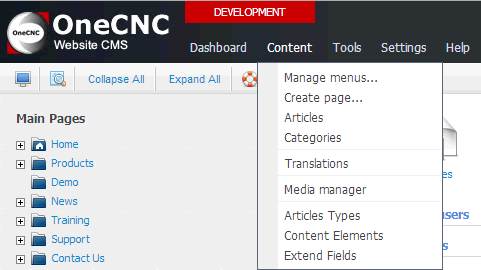 DEVELOPMENT
OneCNC
OneCNC
Website CMS
Dashboard Content Tools Settings Help
Collapse All Expand All
Manage menus...
Create page...
Articles
Categories
Translations
Media manager
Articles Types
Content Elements
Extend Fields
Main Pages
Home
Products
Demo
News
Training
Support
Contact Us